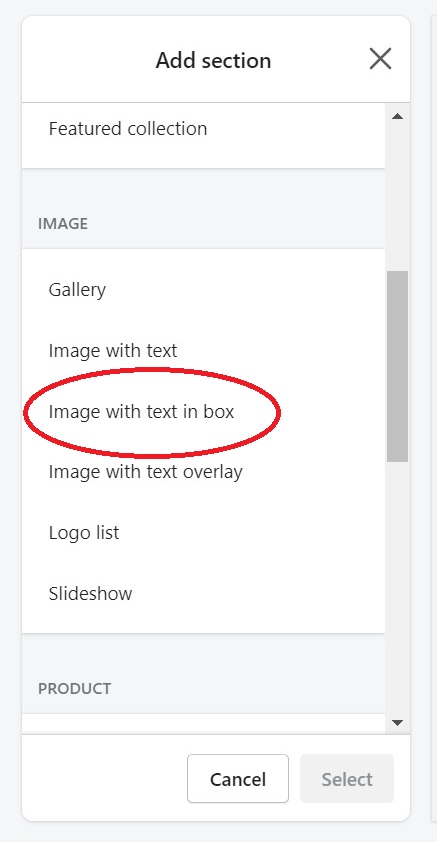 Add section
Featured collection
IMAGE
Gallery
Image with text
Image with text in box
Image with text overlay
Logo list
Slideshow
PRODUCT
Cancel Select